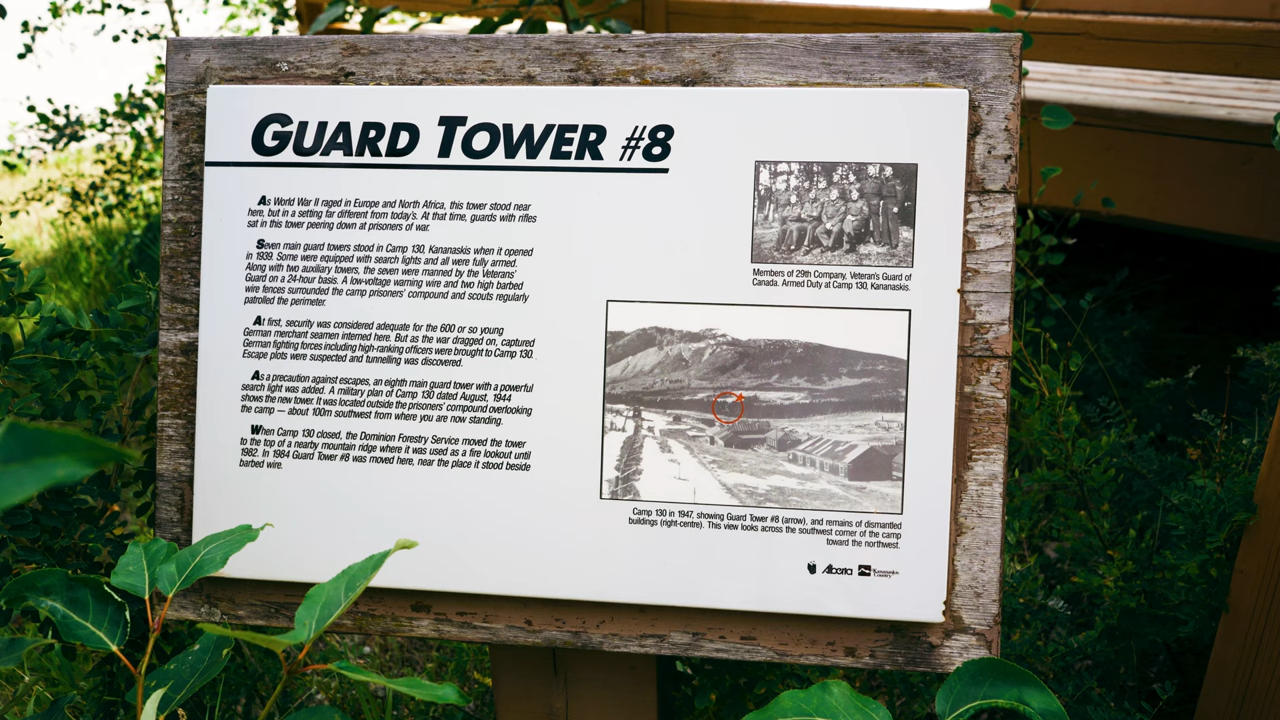 GUARD TOWER #8
As World War II raged in Europe and North Africa, this tower stood near
here, but in a setting far different from today's. At that time, guards with rifles
sat in this tower peering down at prisoners of war.
Seven main guard towers stood in Camp 130, Kananaskis when it opened
in 1939. Some were equipped with search lights and all were fully armed.
Along with two auxiliary towers, the seven were manned by the Veterans'
Guard on a 24-hour basis. A low-voltage warning wire and two high barbed
wire fences surrounded the camp prisoners' compound and scouts regularly
patrolled the perimeter.
At first, security was considered adequate for the 600 or so young
German merchant seamen interned here. But as the war dragged on, captured
German fighting forces including high-ranking officers were brought to Camp 130.
Escape plots were suspected and tunnelling was discovered.
As a precaution against escapes, an eighth main guard tower with a powerful
search light was added. A military plan of Camp 130 dated August, 1944
shows the new tower. It was located outside the prisoners' compound overlooking
the camp — about 100m southwest from where you are now standing.
When Camp 130 closed, the Dominion Forestry Service moved the tower
to the top of a nearby mountain ridge where it was used as a fire lookout until
1982. In 1984 Guard Tower #8 was moved here, near the place it stood beside
barbed wire.
Members of 29th Company, Veteran's Guard of
Canada. Armed Duty at Camp 130, Kananaskis.
Camp 130 in 1947, showing Guard Tower #8 (arrow), and remains of dismantled
buildings (right-centre). This view looks across the southwest corner of the camp
toward the northwest.
Alberta
Kananaskis
Country